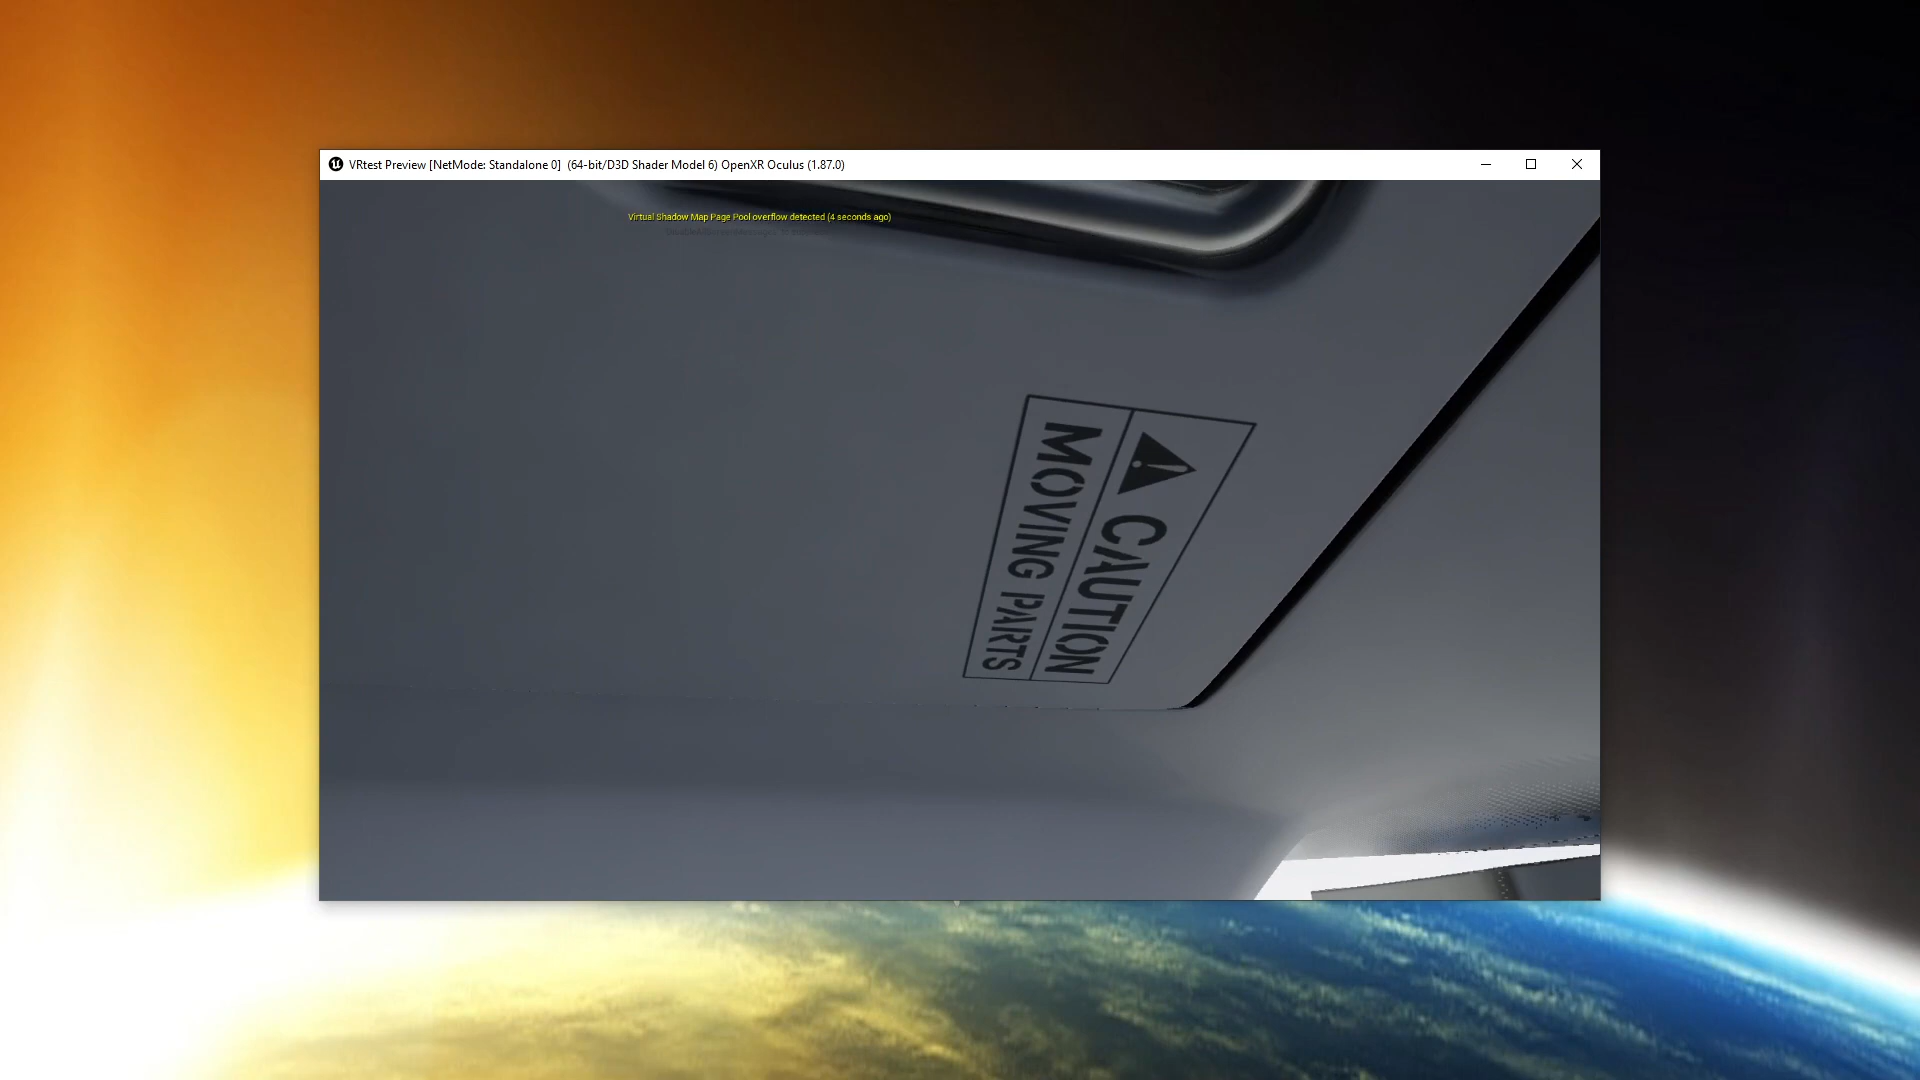 VRtest Preview [NetMode: Standalone 0]  (64-bit/D3D Shader Model 6) OpenXR Oculus (1.87.0)
Virtual Shadow Map Page Pool overflow detected (4 seconds ago)
CAUTION
MOVING PARTS